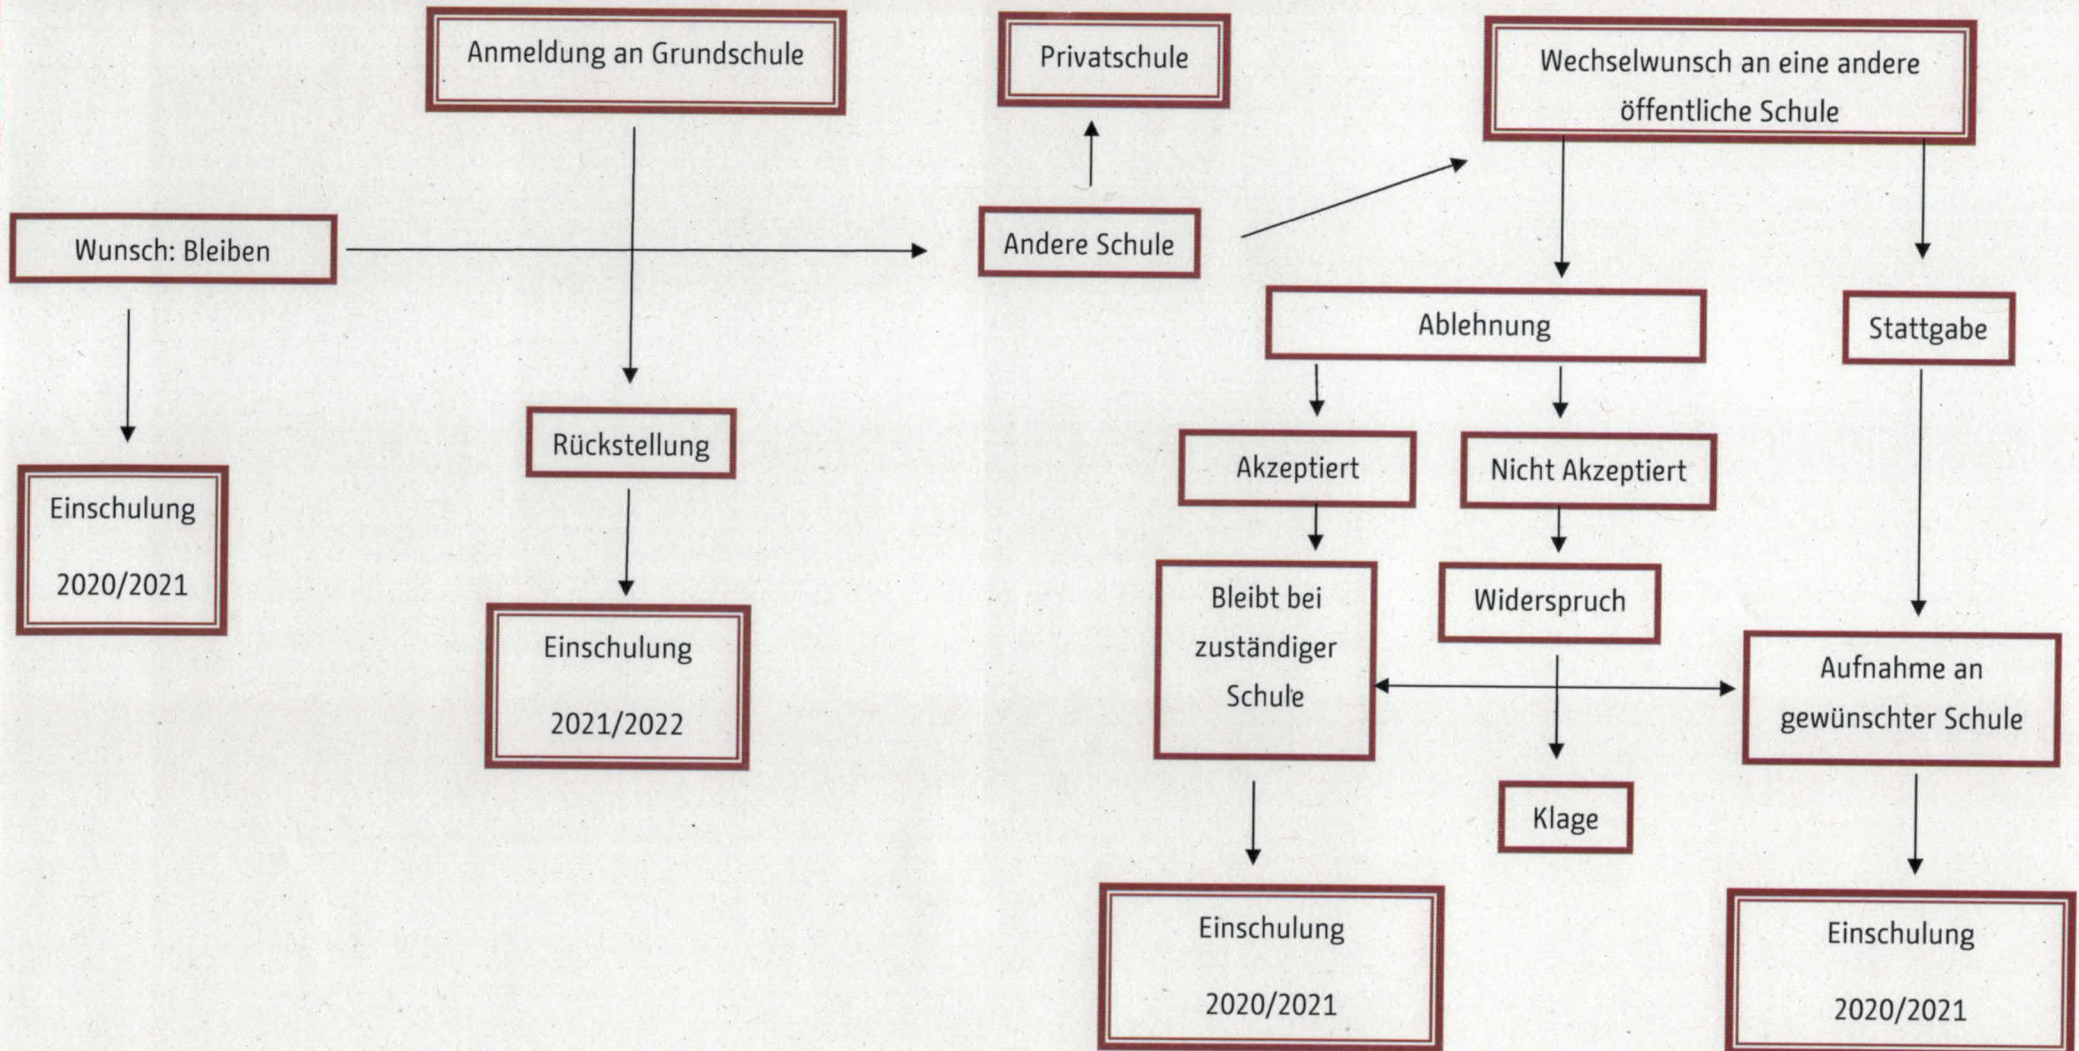 Anmeldung an Grundschule
Privatschule
Wechselwunsch an eine andere
öffentliche Schule
Wunsch: Bleiben
Andere Schule
Ablehnung
Stattgabe
Rückstellung
Akzeptiert
Nicht Akzeptiert
Einschulung
2020/2021
Bleibt bei
zuständiger
Schule
Widerspruch
Einschulung
2021/2022
Aufnahme an
gewünschter Schule
Klage
Einschulung
2020/2021
Einschulung
2020/2021